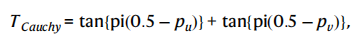 T_Cauchy = tan{pi(0.5 − p_u)} + tan{pi(0.5 − p_v)},